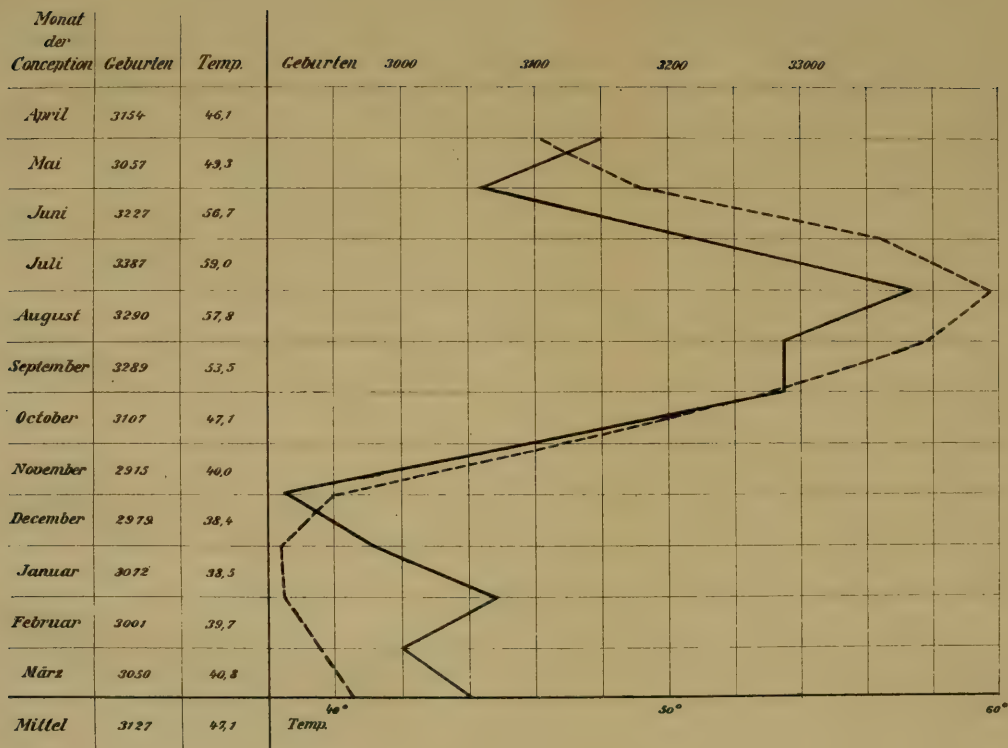 Monat
der
Conception Geburten Temp. Geburten 3000 3100 3200 33000
April 3154 46,1
Mai 3057 49,3
Juni 3227 56,7
Juli 3387 59,0
August 3290 57,8
September 3289 53,5
October 3107 47,1
November 2915 40,0
December 2979 38,4
Januar 3072 38,5
Februar 3001 39,7
März 3050 40,8
40° 50° 60°
Mittel 3127 47,1 Temp.